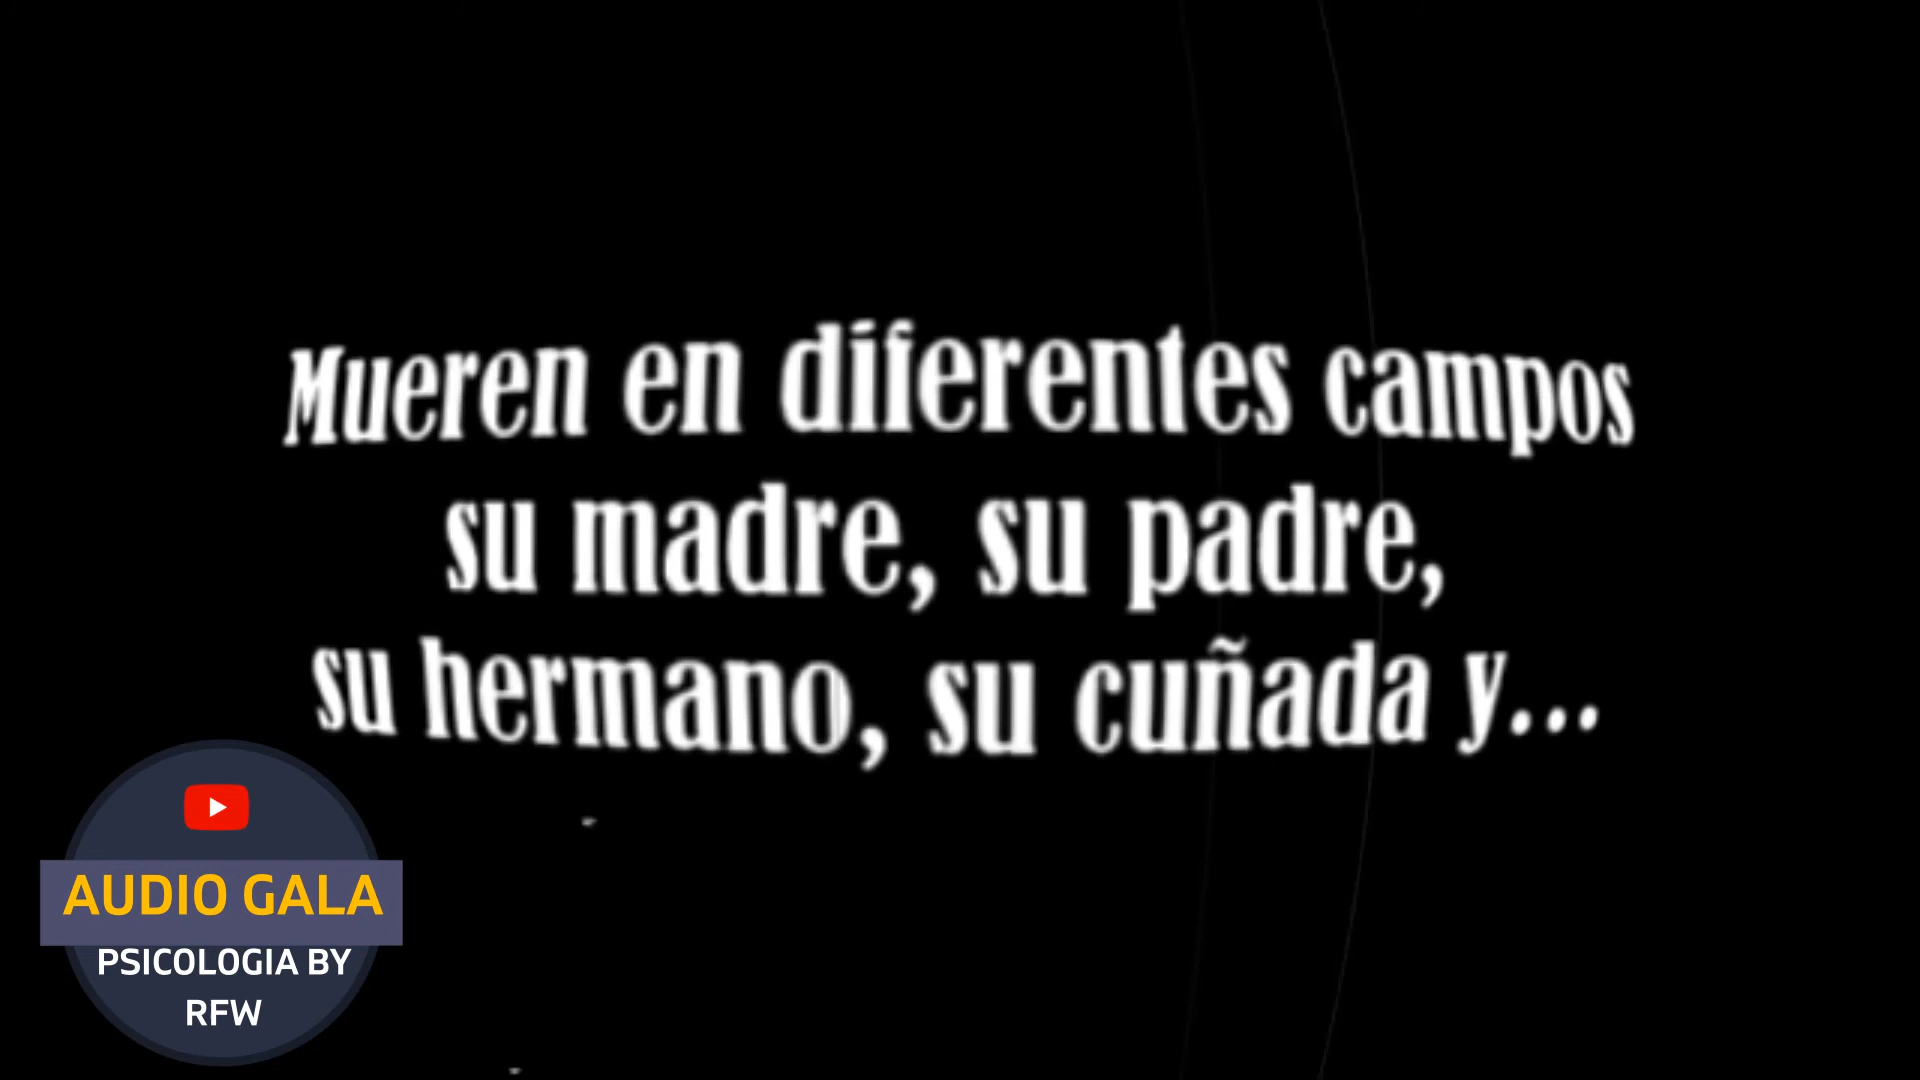 Mueren en diferentes campos
su madre, su padre,
su hermano, su cuñada y...
AUDIO GALA
PSICOLOGIA BY
RFW